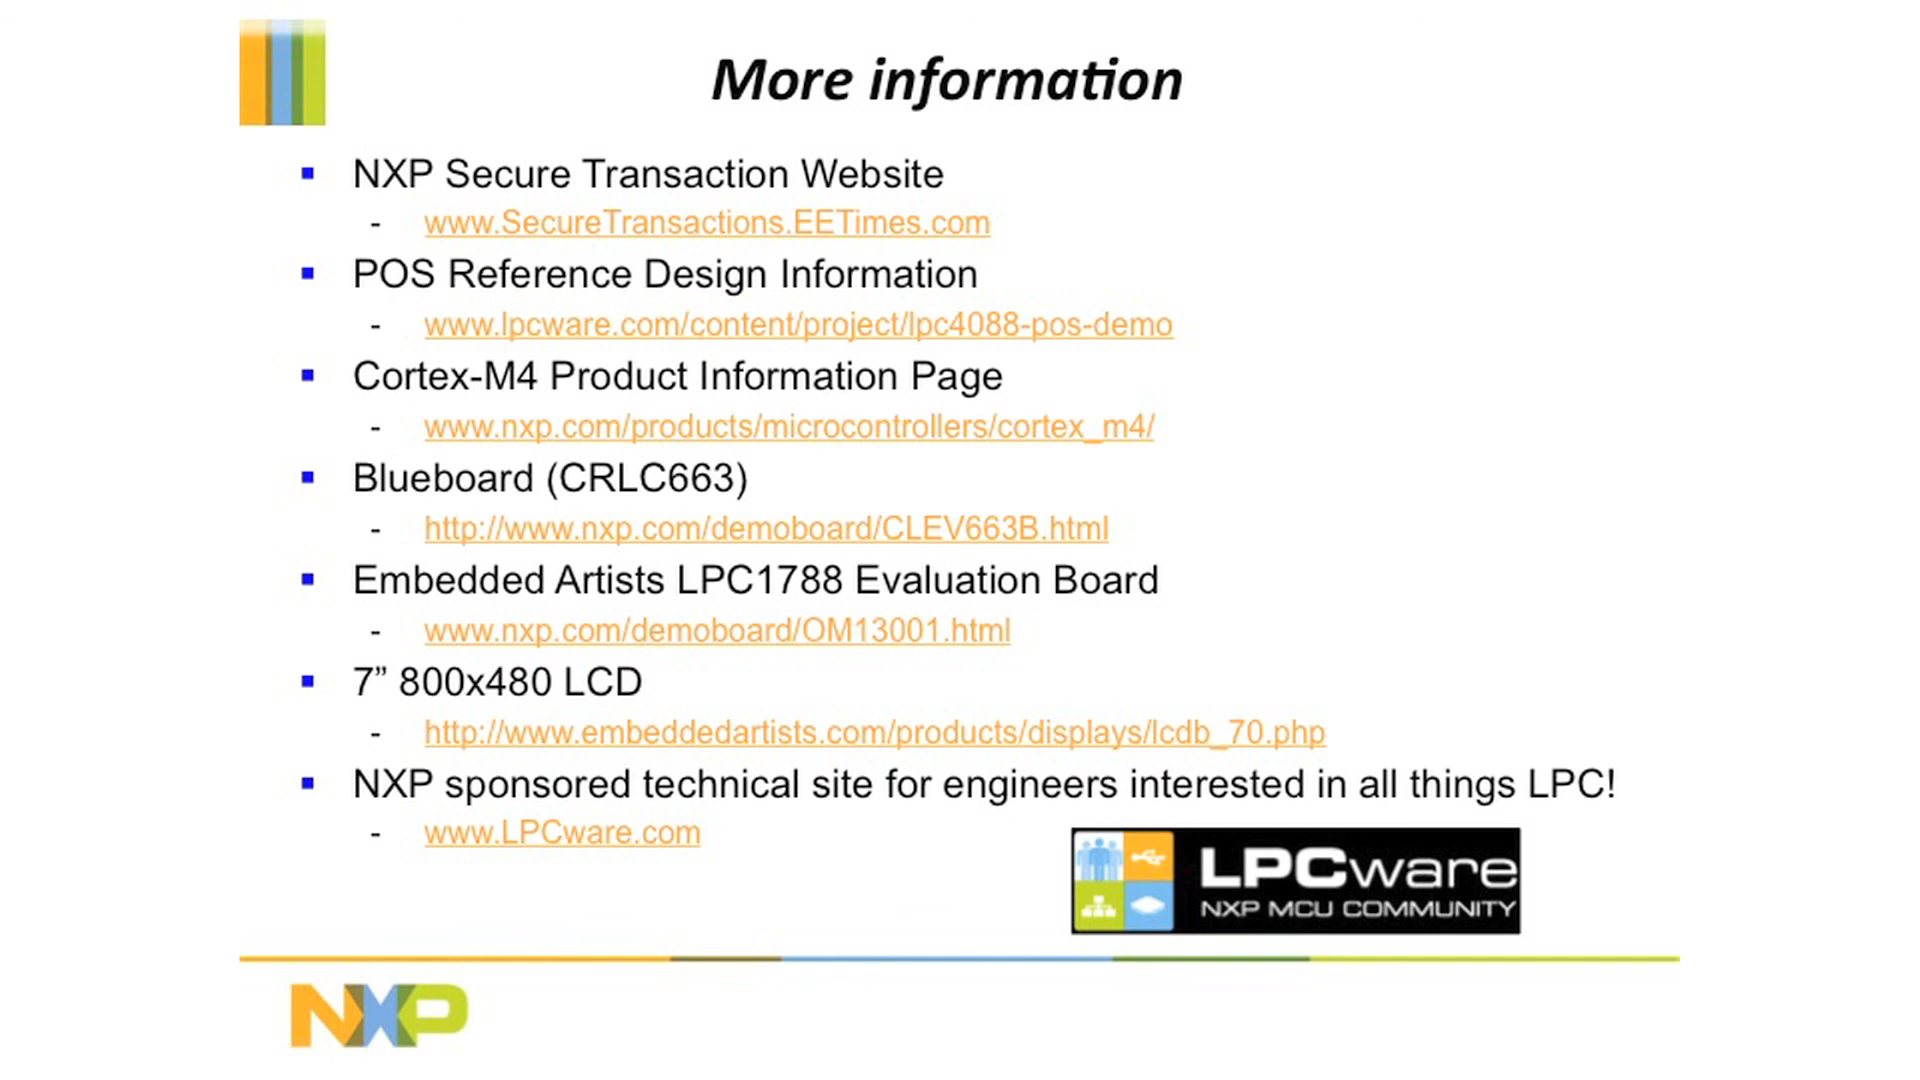 More information
▪ NXP Secure Transaction Website
- www.SecureTransactions.EETimes.com
▪ POS Reference Design Information
- www.lpcware.com/content/project/lpc4088-pos-demo
▪ Cortex-M4 Product Information Page
- www.nxp.com/products/microcontrollers/cortex_m4/
▪ Blueboard (CRLC663)
- http://www.nxp.com/demoboard/CLEV663B.html
▪ Embedded Artists LPC1788 Evaluation Board
- www.nxp.com/demoboard/OM13001.html
▪ 7” 800x480 LCD
- http://www.embeddedartists.com/products/displays/lcdb_70.php
▪ NXP sponsored technical site for engineers interested in all things LPC!
- www.LPCware.com
LPCware
NXP MCU COMMUNITY
NXP